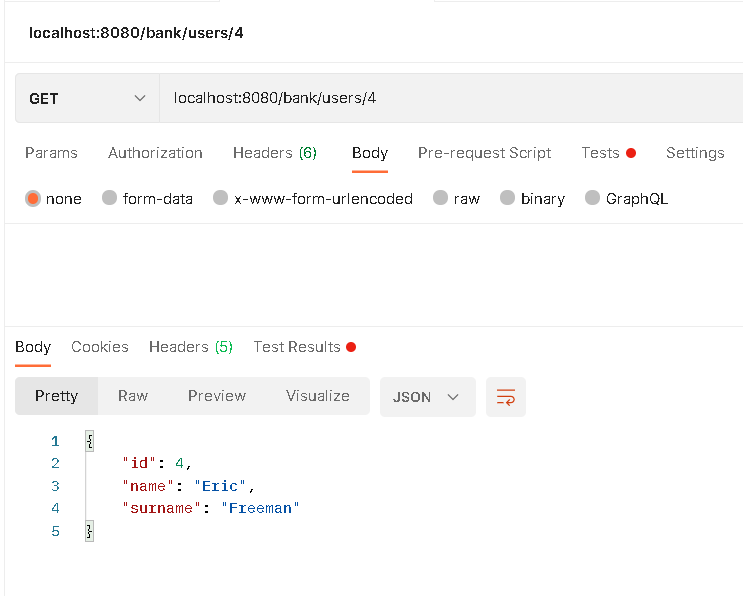 localhost:8080/bank/users/4
GET localhost:8080/bank/users/4
Params Authorization Headers (6) Body Pre-request Script Tests Settings
none form-data x-www-form-urlencoded raw binary GraphQL
Body Cookies Headers (5) Test Results
Pretty Raw Preview Visualize JSON
1 {
2 "id": 4,
3 "name": "Eric",
4 "surname": "Freeman"
5 }